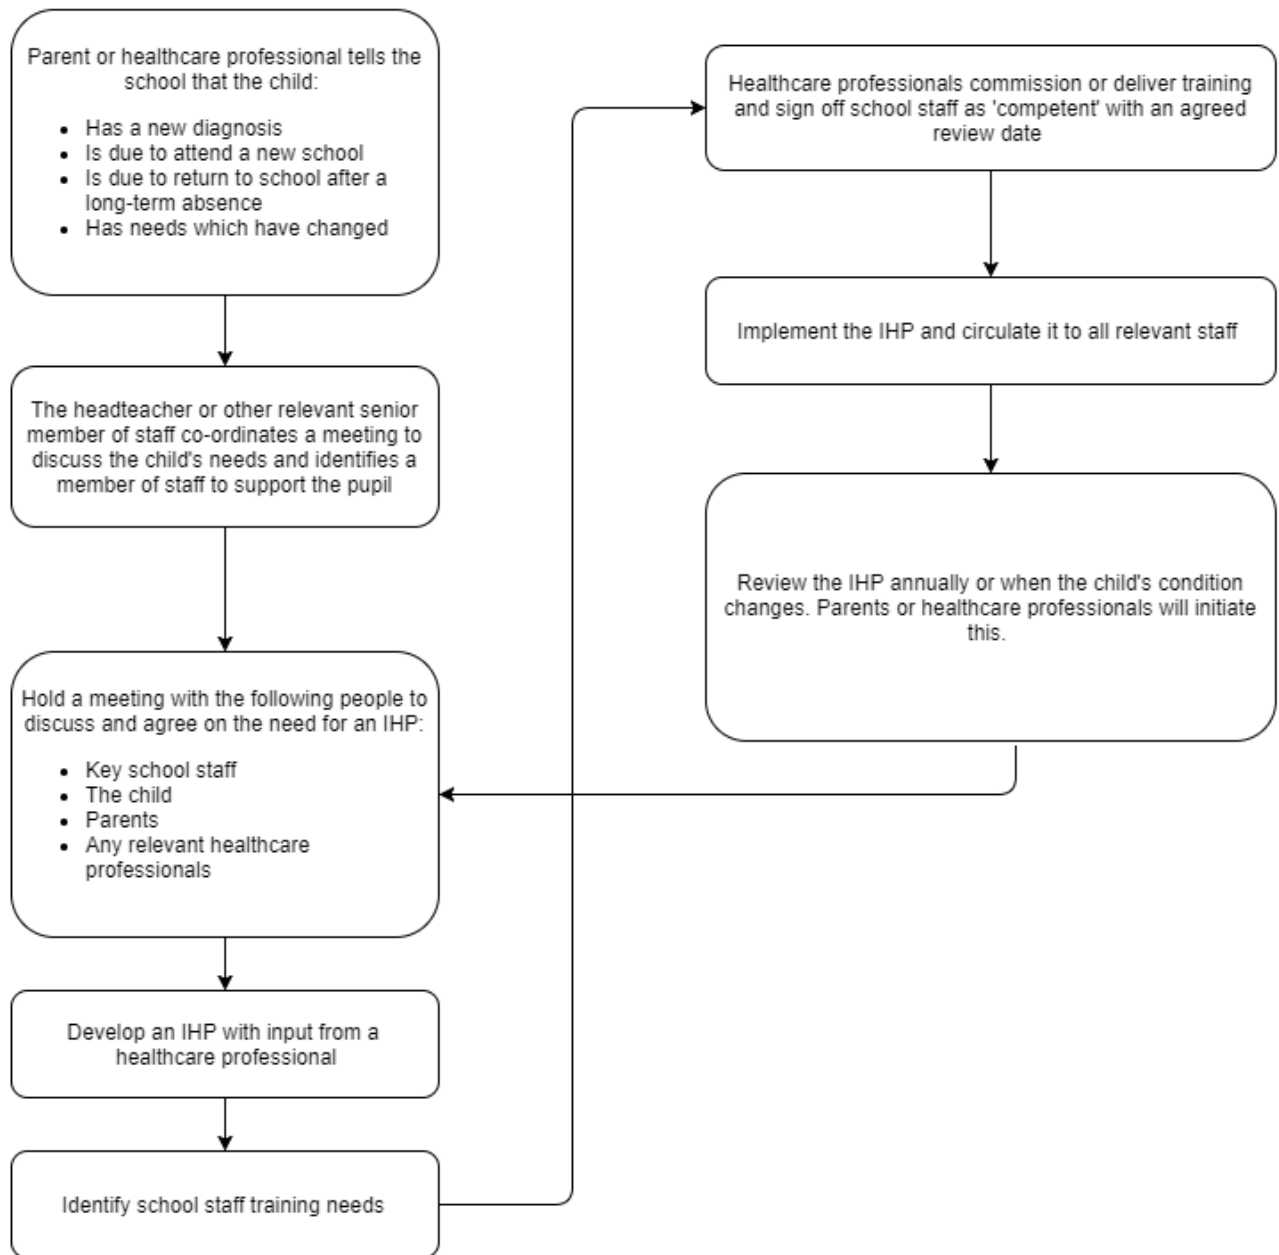 Parent or healthcare professional tells the
school that the child:
• Has a new diagnosis
• Is due to attend a new school
• Is due to return to school after a
long-term absence
• Has needs which have changed
The headteacher or other relevant senior
member of staff co-ordinates a meeting to
discuss the child's needs and identifies a
member of staff to support the pupil
Hold a meeting with the following people to
discuss and agree on the need for an IHP:
• Key school staff
• The child
• Parents
• Any relevant healthcare
professionals
Develop an IHP with input from a
healthcare professional
Identify school staff training needs
Healthcare professionals commission or deliver training
and sign off school staff as 'competent' with an agreed
review date
Implement the IHP and circulate it to all relevant staff
Review the IHP annually or when the child's condition
changes. Parents or healthcare professionals will initiate
this.